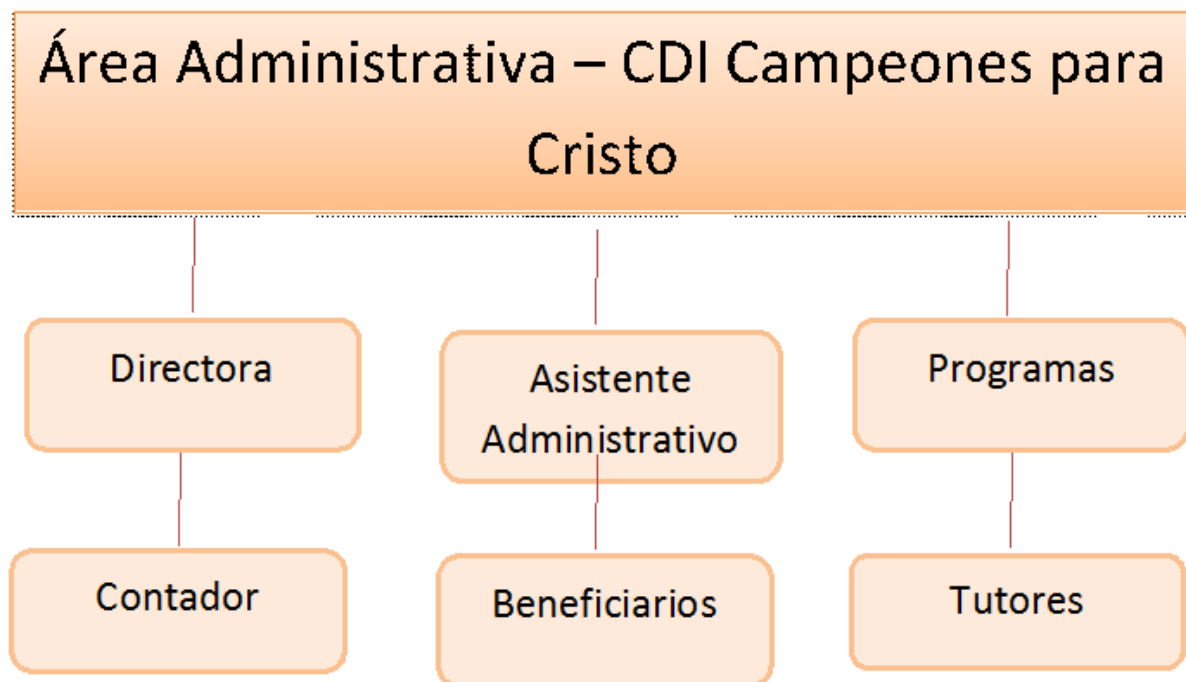 Área Administrativa – CDI Campeones para
Cristo
Directora
Asistente
Administrativo
Programas
Contador
Beneficiarios
Tutores